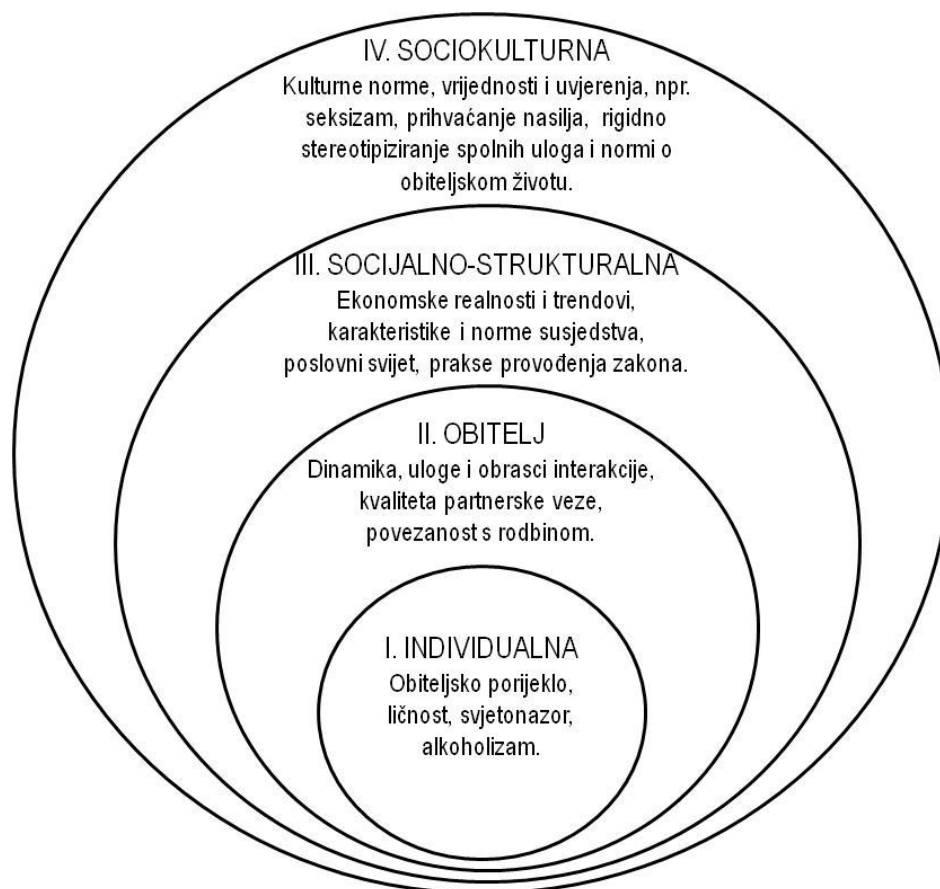 IV. SOCIOKULTURNA
Kulturne norme, vrijednosti i uvjerenja, npr.
seksizam, prihvaćanje nasilja, rigidno
stereotipiziranje spolnih uloga i normi o
obiteljskom životu.
III. SOCIJALNO-STRUKTURALNA
Ekonomske realnosti i trendovi,
karakteristike i norme susjedstva,
poslovni svijet, prakse provođenja zakona.
II. OBITELJ
Dinamika, uloge i obrasci interakcije,
kvaliteta partnerske veze,
povezanost s rodbinom.
I. INDIVIDUALNA
Obiteljsko porijeklo,
ličnost, svjetonazor,
alkoholizam.